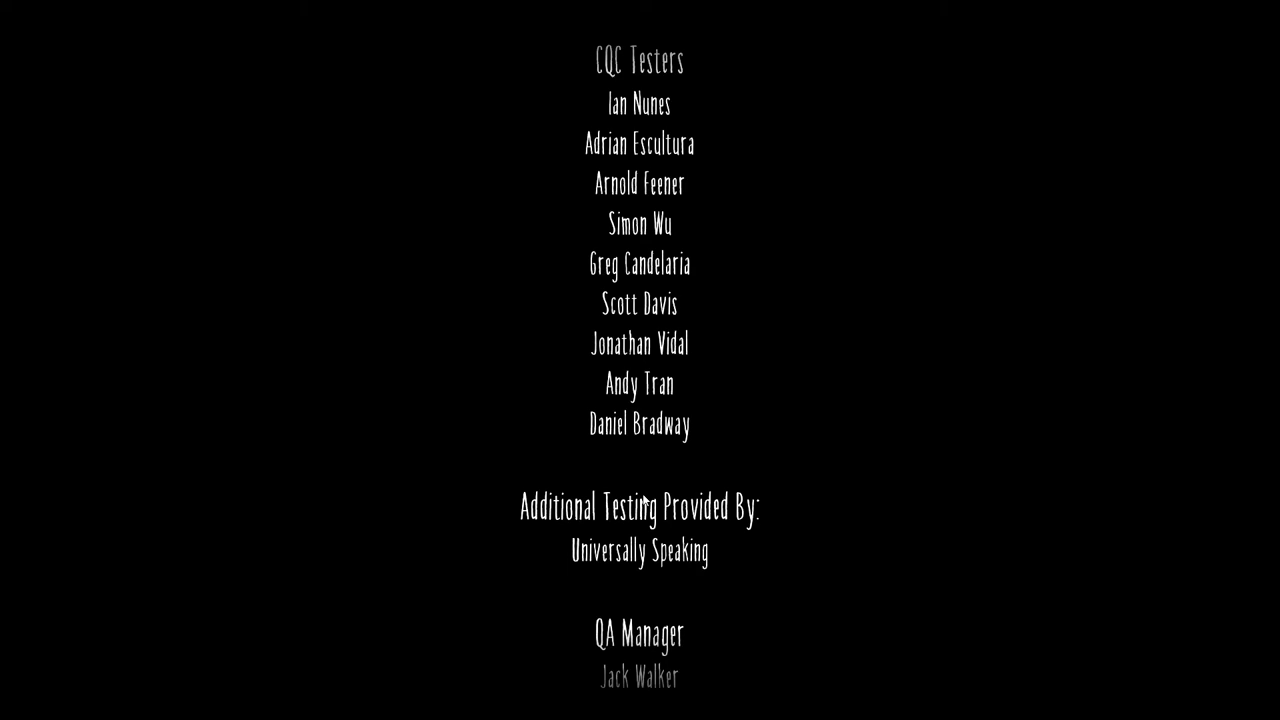 CQC Testers
Ian Nunes
Adrian Escultura
Arnold Feener
Simon Wu
Greg Candelaria
Scott Davis
Jonathan Vidal
Andy Tran
Daniel Bradway
Additional Testing Provided By:
Universally Speaking
QA Manager
Jack Walker